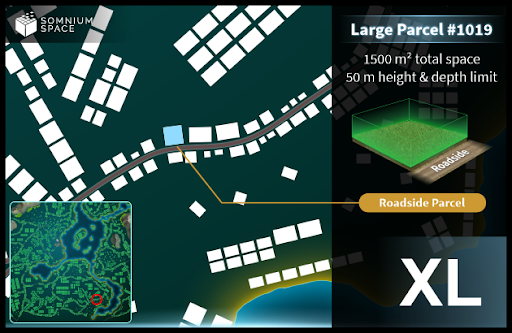 SOMNIUM
SPACE
Large Parcel #1019
1500 m² total space
50 m height & depth limit
Roadside
Roadside Parcel
XL